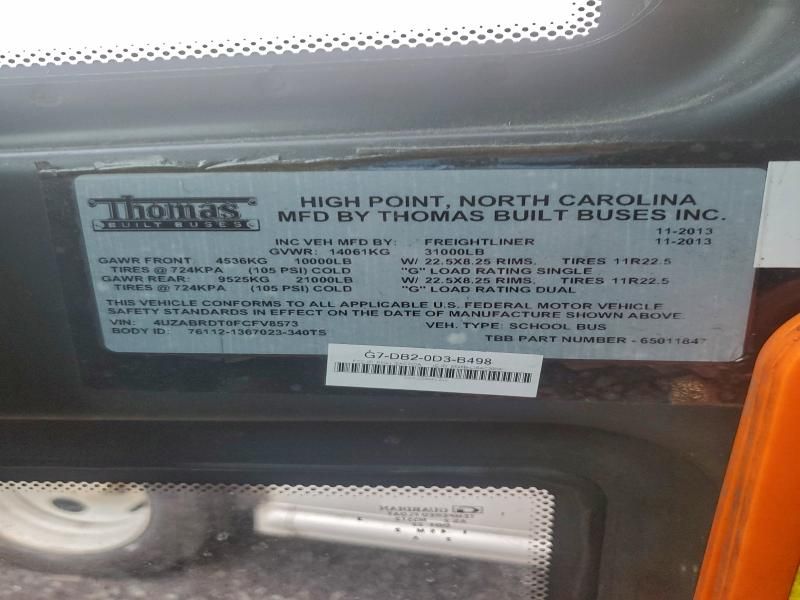 Thomas
BUILT BUSES
HIGH POINT, NORTH CAROLINA
MFD BY THOMAS BUILT BUSES INC.
11-2013
INC VEH MFD BY: FREIGHTLINER 11-2013
GVWR: 14061KG 31000LB
GAWR FRONT 4536KG 10000LB W/ 22.5X8.25 RIMS, TIRES 11R22.5
TIRES @ 724KPA (105 PSI) COLD "G" LOAD RATING SINGLE
GAWR REAR: 9525KG 21000LB W/ 22.5X8.25 RIMS, TIRES 11R22.5
TIRES @ 724KPA (105 PSI) COLD "G" LOAD RATING DUAL
THIS VEHICLE CONFORMS TO ALL APPLICABLE U.S. FEDERAL MOTOR VEHICLE
SAFETY STANDARDS IN EFFECT ON THE DATE OF MANUFACTURE SHOWN ABOVE.
VIN: 4UZABRDT0FCFV8573 VEH. TYPE: SCHOOL BUS
BODY ID: 76112-1367023-340TS TBB PART NUMBER - 65011847
G7-DB2-0D3-B498
GUARDIAN
TEMPERED FLOAT